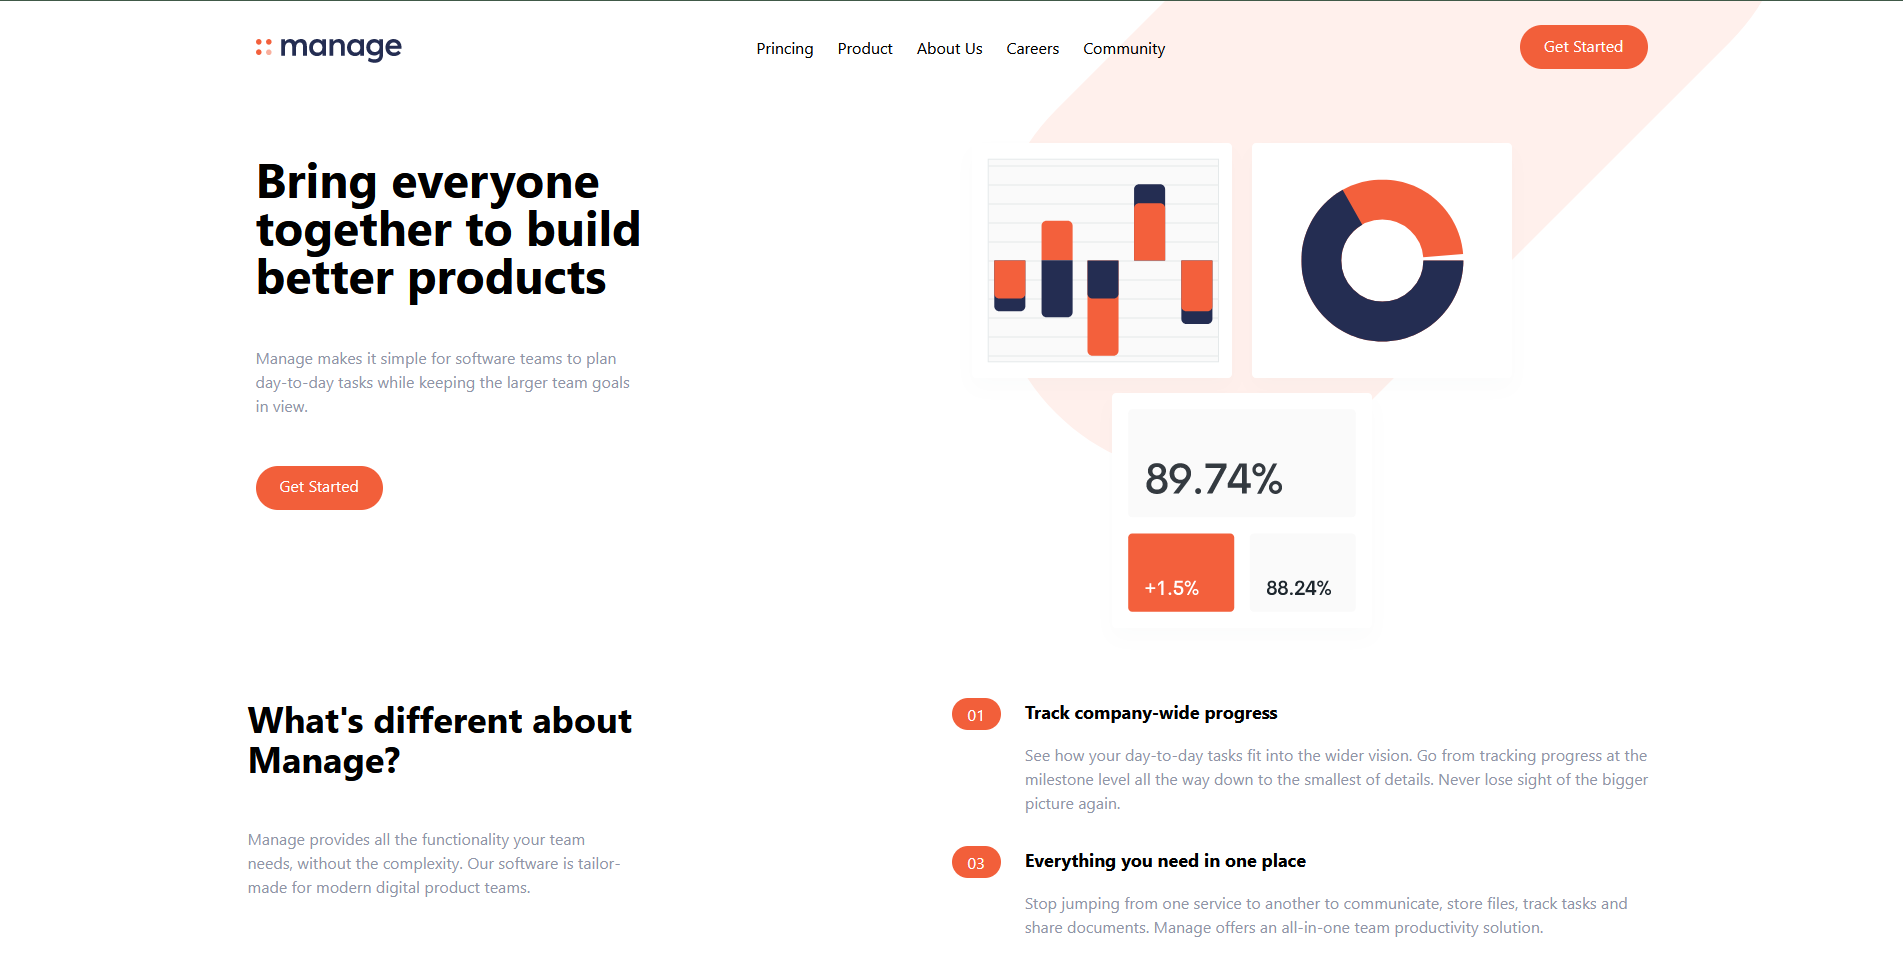 manage
Princing
Product
About Us
Careers
Community
Get Started
Bring everyone
together to build
better products
Manage makes it simple for software teams to plan
day-to-day tasks while keeping the larger team goals
in view.
Get Started
89.74%
+1.5%
88.24%
What's different about
Manage?
Manage provides all the functionality your team
needs, without the complexity. Our software is tailor-
made for modern digital product teams.
01
Track company-wide progress
See how your day-to-day tasks fit into the wider vision. Go from tracking progress at the
milestone level all the way down to the smallest of details. Never lose sight of the bigger
picture again.
03
Everything you need in one place
Stop jumping from one service to another to communicate, store files, track tasks and
share documents. Manage offers an all-in-one team productivity solution.